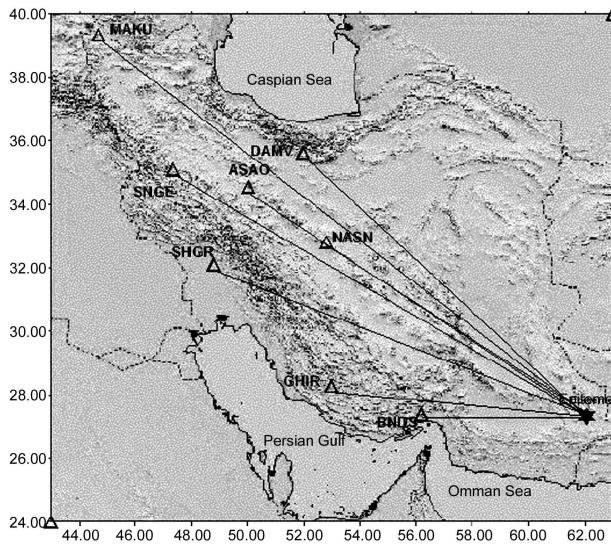 40.00
MAKU
38.00
Caspian Sea
36.00
DAMV
ASAO
SNGE
34.00
NASN
SHGR
32.00
30.00
28.00
GHIR
BNDS
26.00
Persian Gulf
Omman Sea
24.00
44.00 46.00 48.00 50.00 52.00 54.00 56.00 58.00 60.00 62.00